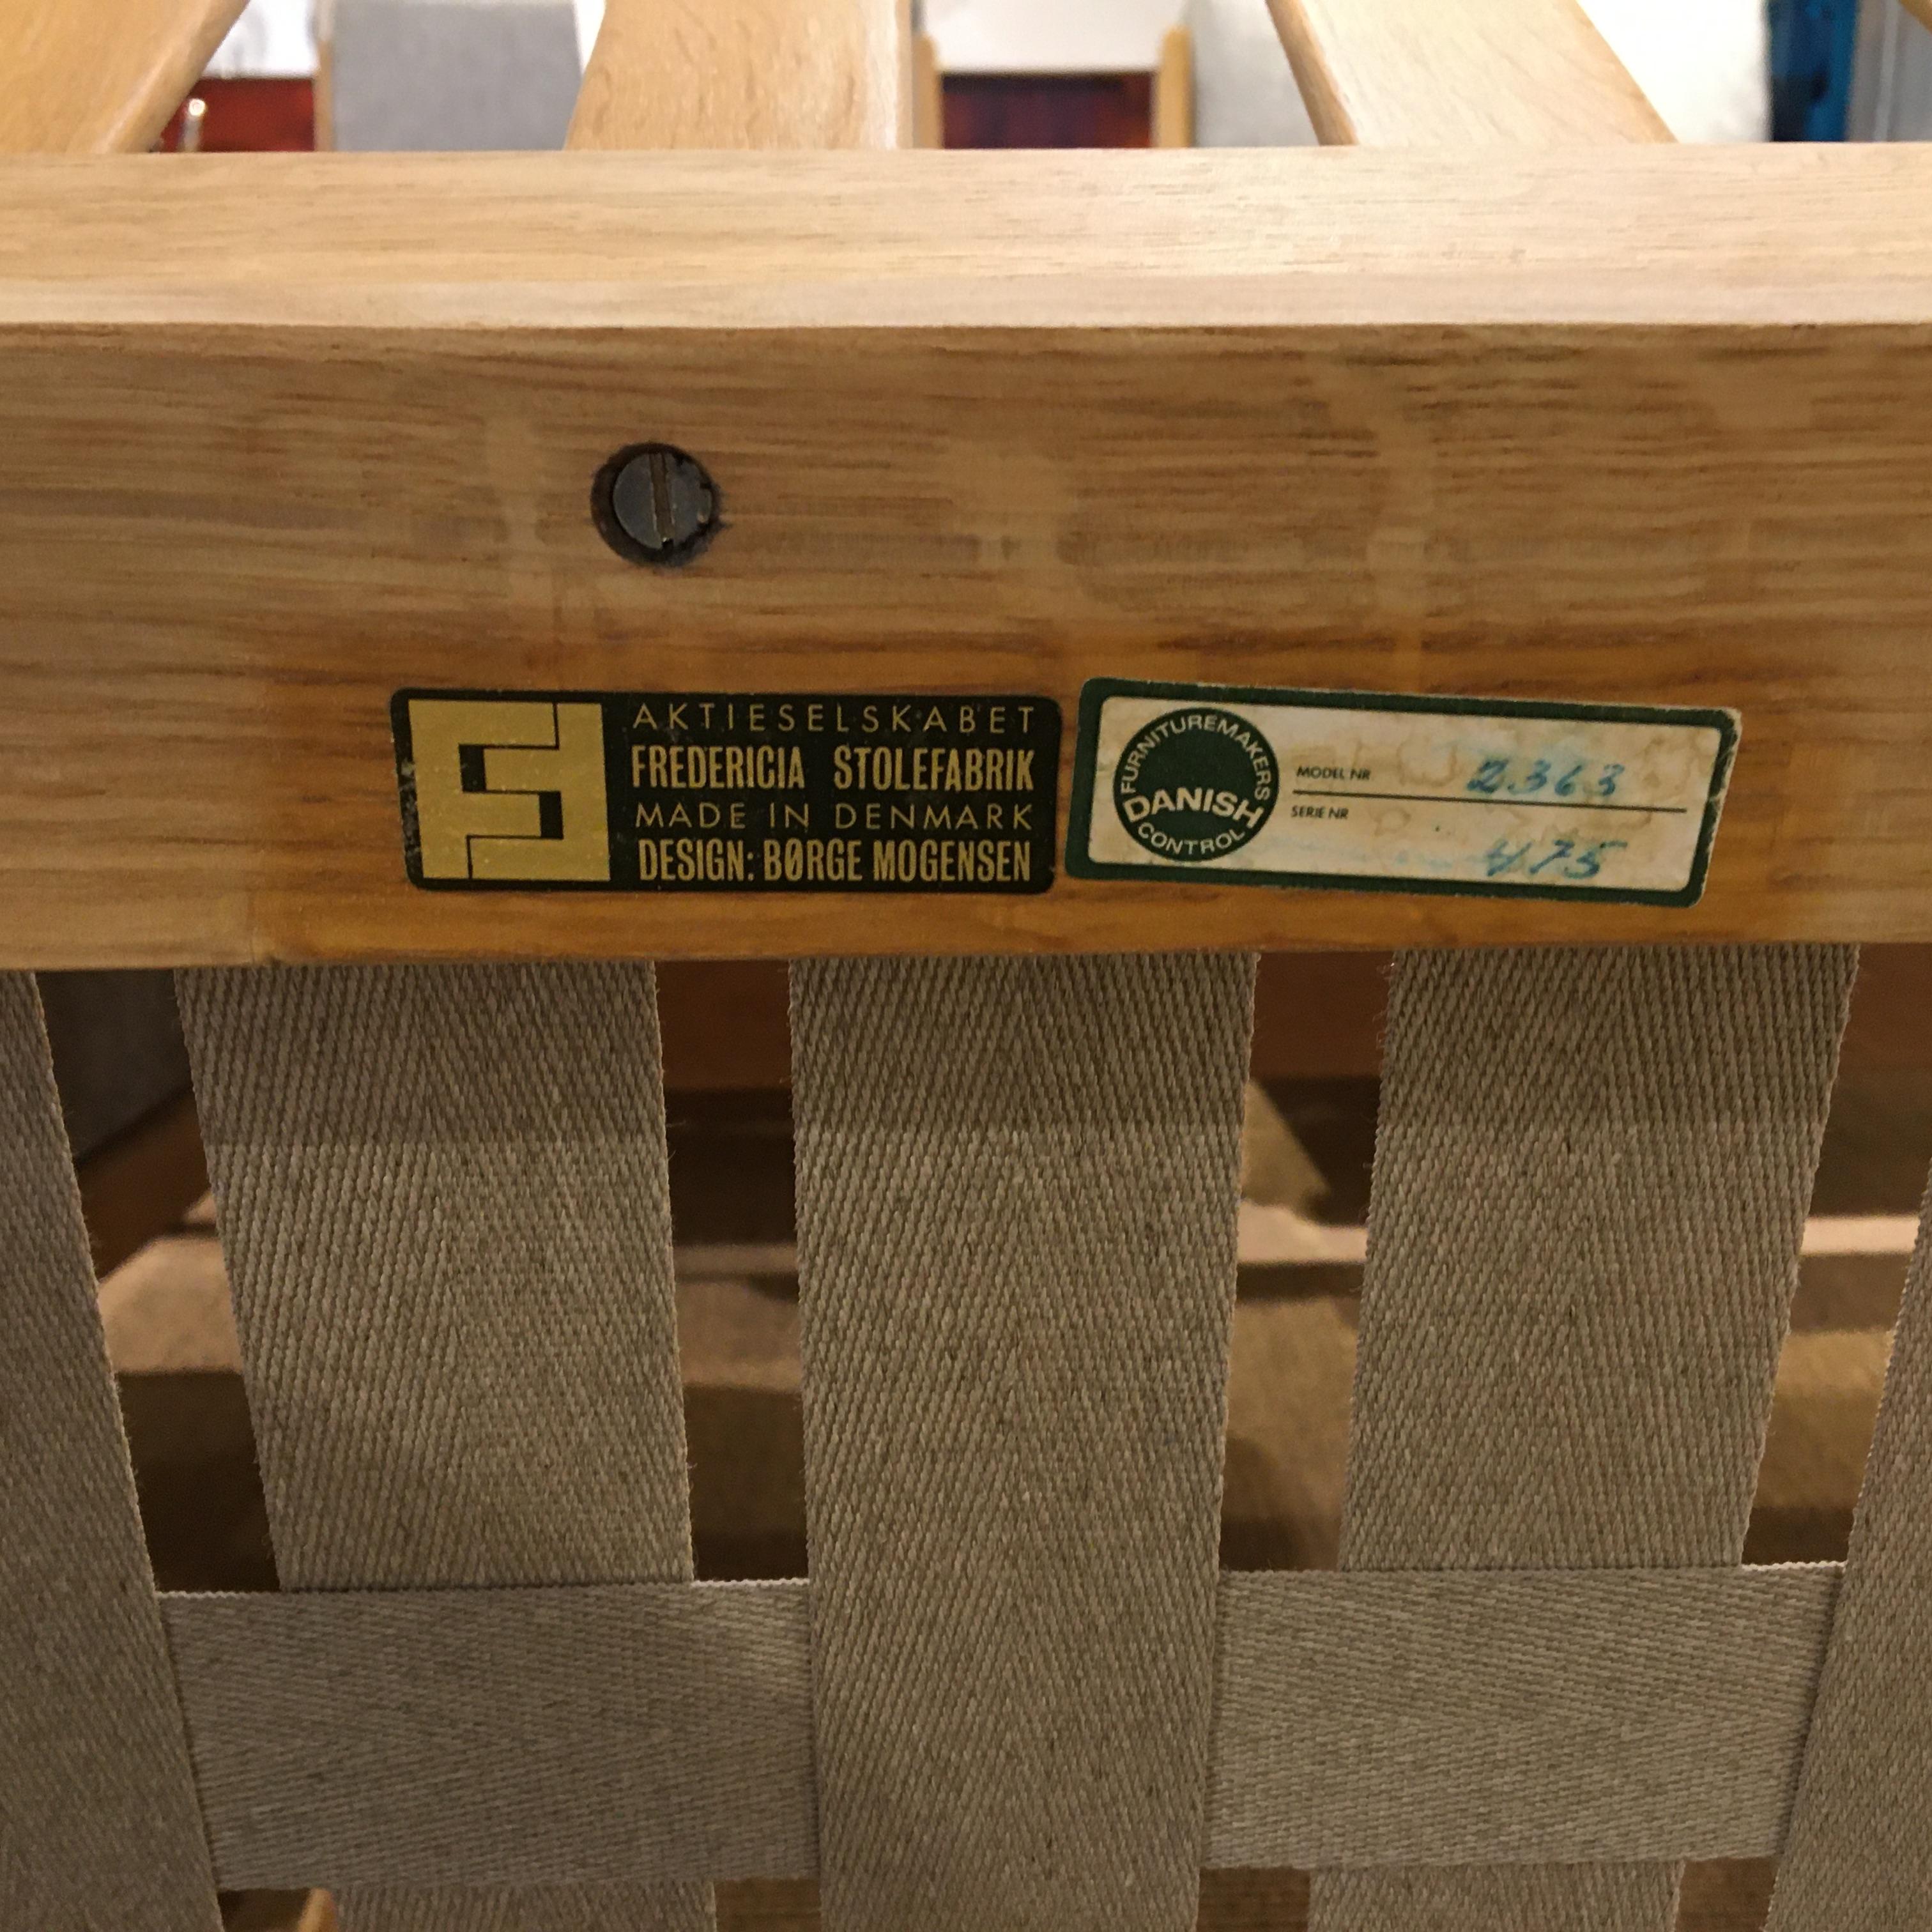 AKTIESELSKABET
FREDERICIA STOLEFABRIK
MADE IN DENMARK
DESIGN: BØRGE MOGENSEN
FURNITUREMAKERS
DANISH
CONTROL
MODEL NR 2363
SERIE NR 475